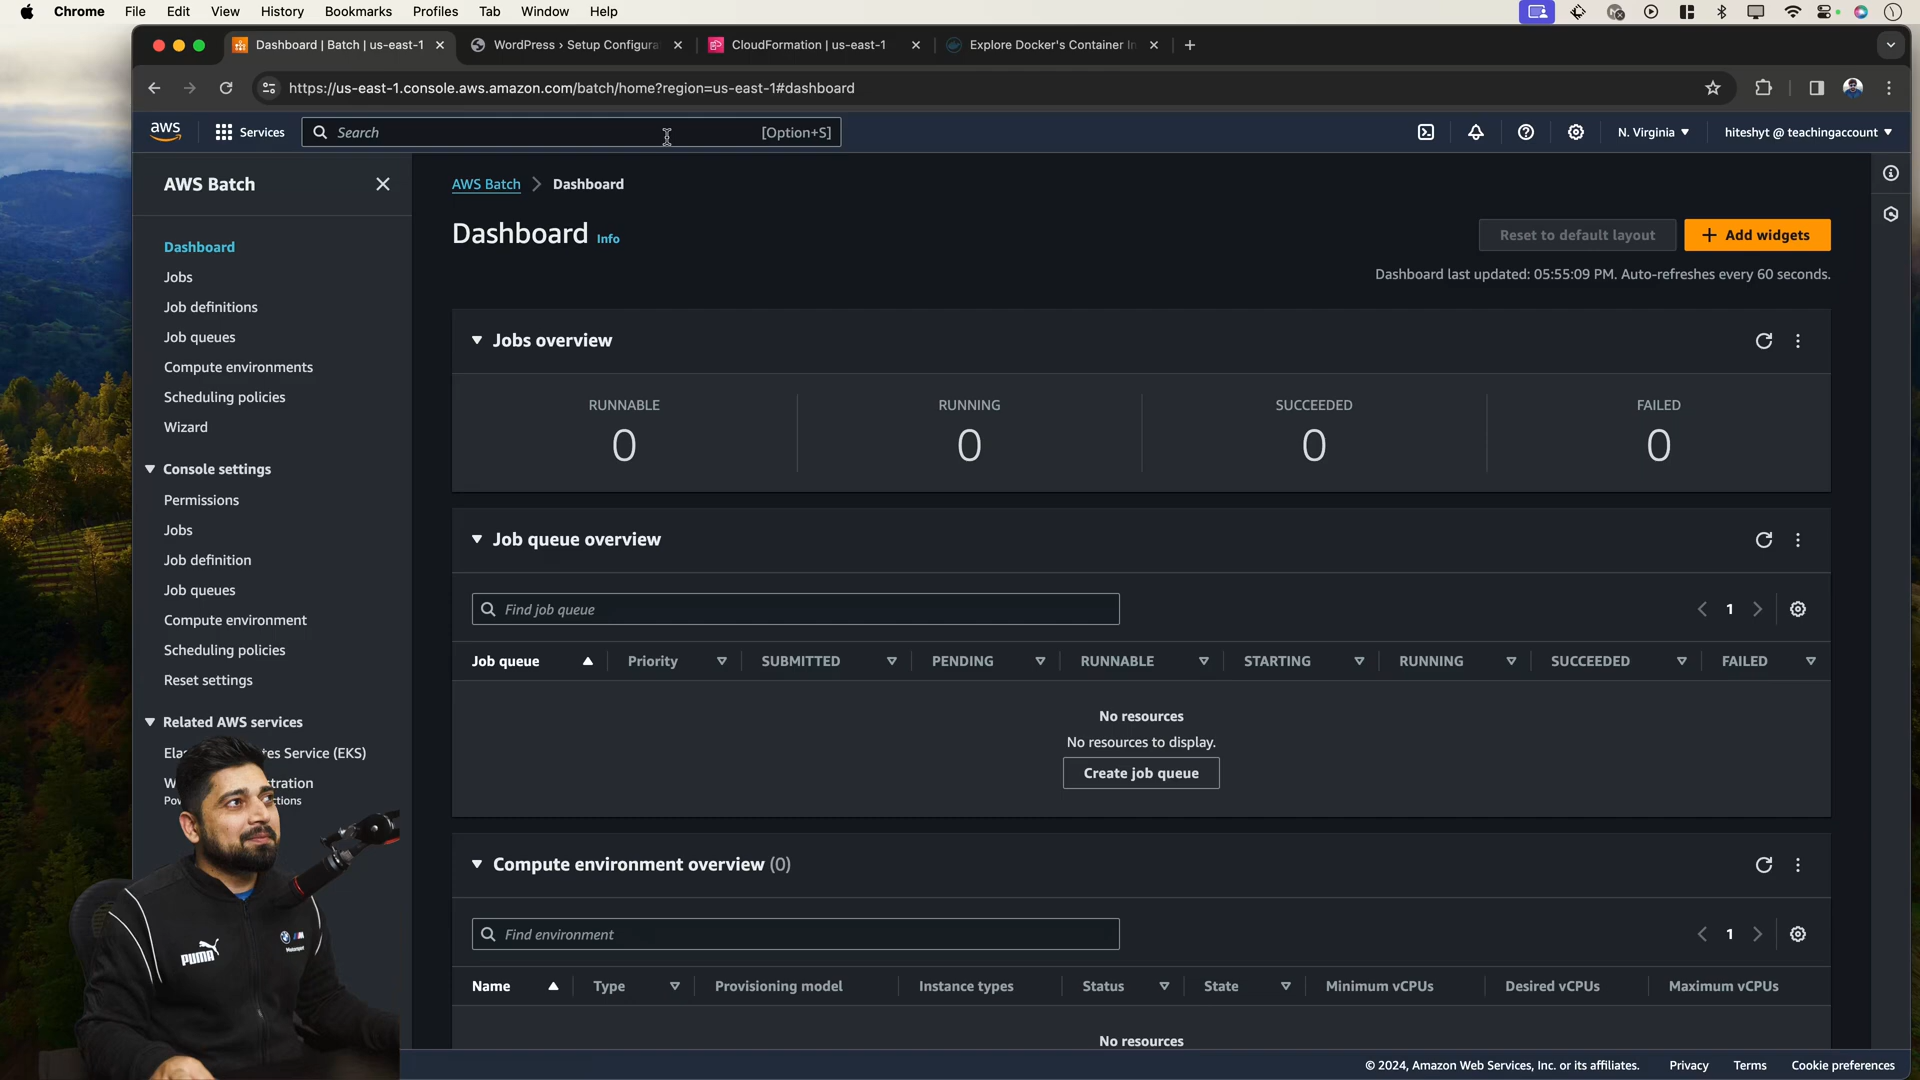 Chrome File Edit View History Bookmarks Profiles Tab Window Help
Dashboard | Batch | us-east-1
WordPress › Setup Configura
CloudFormation | us-east-1
Explore Docker's Container In
https://us-east-1.console.aws.amazon.com/batch/home?region=us-east-1#dashboard
aws Services Search [Option+S] N. Virginia hiteshyt @ teachingaccount
AWS Batch
Dashboard
Jobs
Job definitions
Job queues
Compute environments
Scheduling policies
Wizard
Console settings
Permissions
Jobs
Job definition
Job queues
Compute environment
Scheduling policies
Reset settings
Related AWS services
tes Service (EKS)
AWS Batch > Dashboard
Dashboard Info
Reset to default layout
+ Add widgets
Dashboard last updated: 05:55:09 PM. Auto-refreshes every 60 seconds.
Jobs overview
RUNNABLE RUNNING SUCCEEDED FAILED
0 0 0 0
Job queue overview
Find job queue
1
Job queue Priority SUBMITTED PENDING RUNNABLE STARTING RUNNING SUCCEEDED FAILED
No resources
No resources to display.
Create job queue
Compute environment overview (0)
Find environment
1
Name Type Provisioning model Instance types Status State Minimum vCPUs Desired vCPUs Maximum vCPUs
No resources
PUMA
© 2024, Amazon Web Services, Inc. or its affiliates. Privacy Terms Cookie preferences